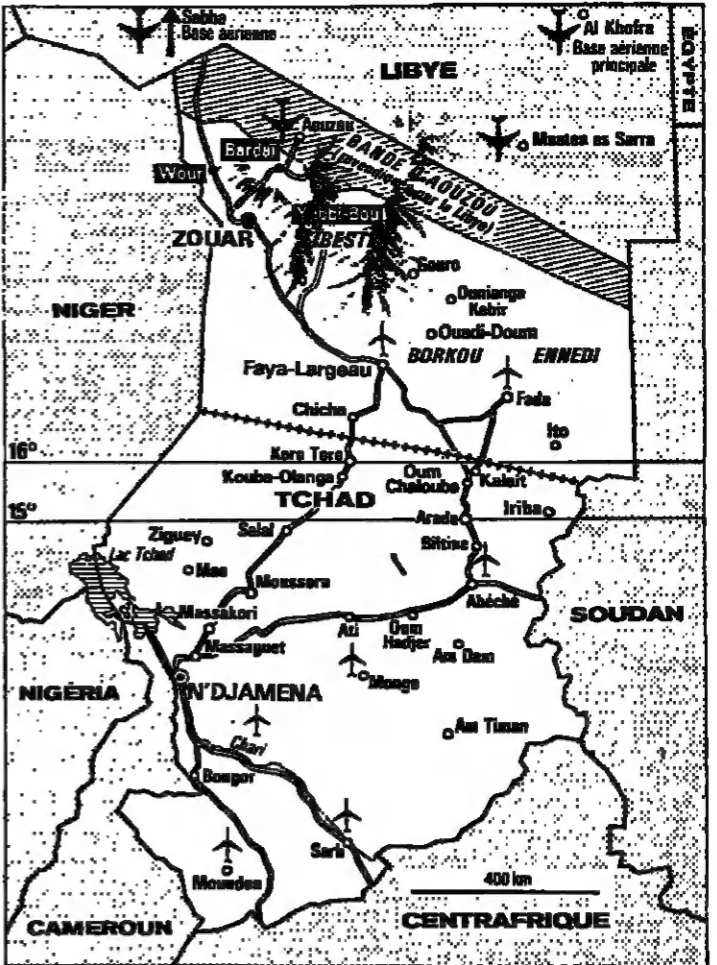 Sebha
Base aérienne
Al Khofra
Base aérienne
principale
EGYPTE
LIBYE
Aouzou
Maaten es Sarra
Bardaï
BANDE D'AOUZOU
Wour
ZOUAR
Gouro
Ounianga
Kebir
NIGER
Ouadi-Doum
BORKOU
ENNEDI
Faya-Largeau
Fada
Chicha
Ito
16°
Koro Toro
Kouba-Olanga
Oum
Chalouba
Kalait
TCHAD
15°
Arada
Iriba
Ziguey
Salal
Biltine
Lac Tchad
Mao
Moussoro
Abéché
SOUDAN
Massakori
Ati
Oum
Hadjer
Am Dam
Massaguet
NIGÉRIA
N'DJAMENA
Mongo
Am Timan
Chari
Bongor
Sarh
Moundou
400 km
CAMEROUN
CENTRAFRIQUE